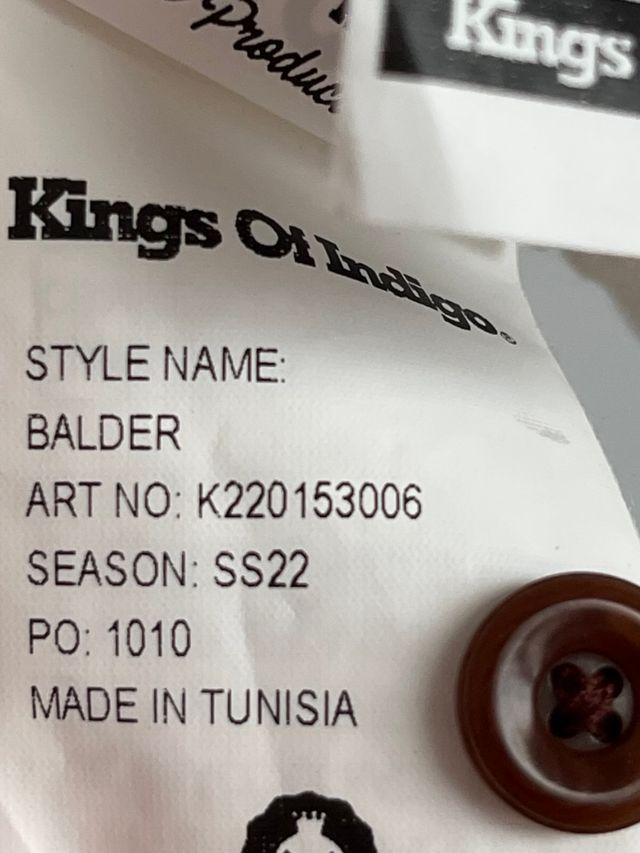 Produc
Kings
Kings Of Indigo®
STYLE NAME:
BALDER
ART NO: K220153006
SEASON: SS22
PO: 1010
MADE IN TUNISIA